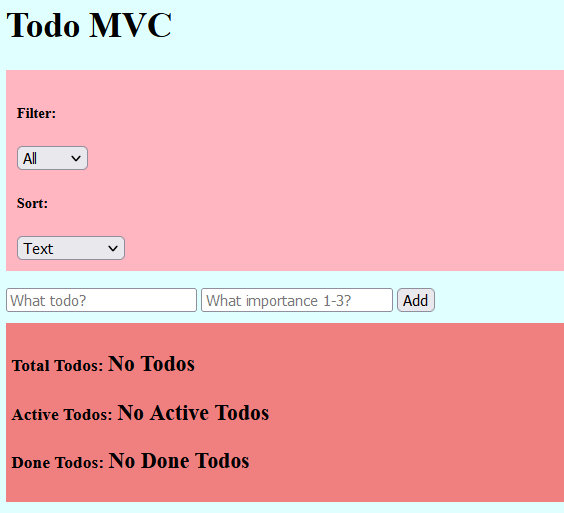 Todo MVC
Filter:
All
Sort:
Text
What todo? What importance 1-3? Add
Total Todos: No Todos
Active Todos: No Active Todos
Done Todos: No Done Todos